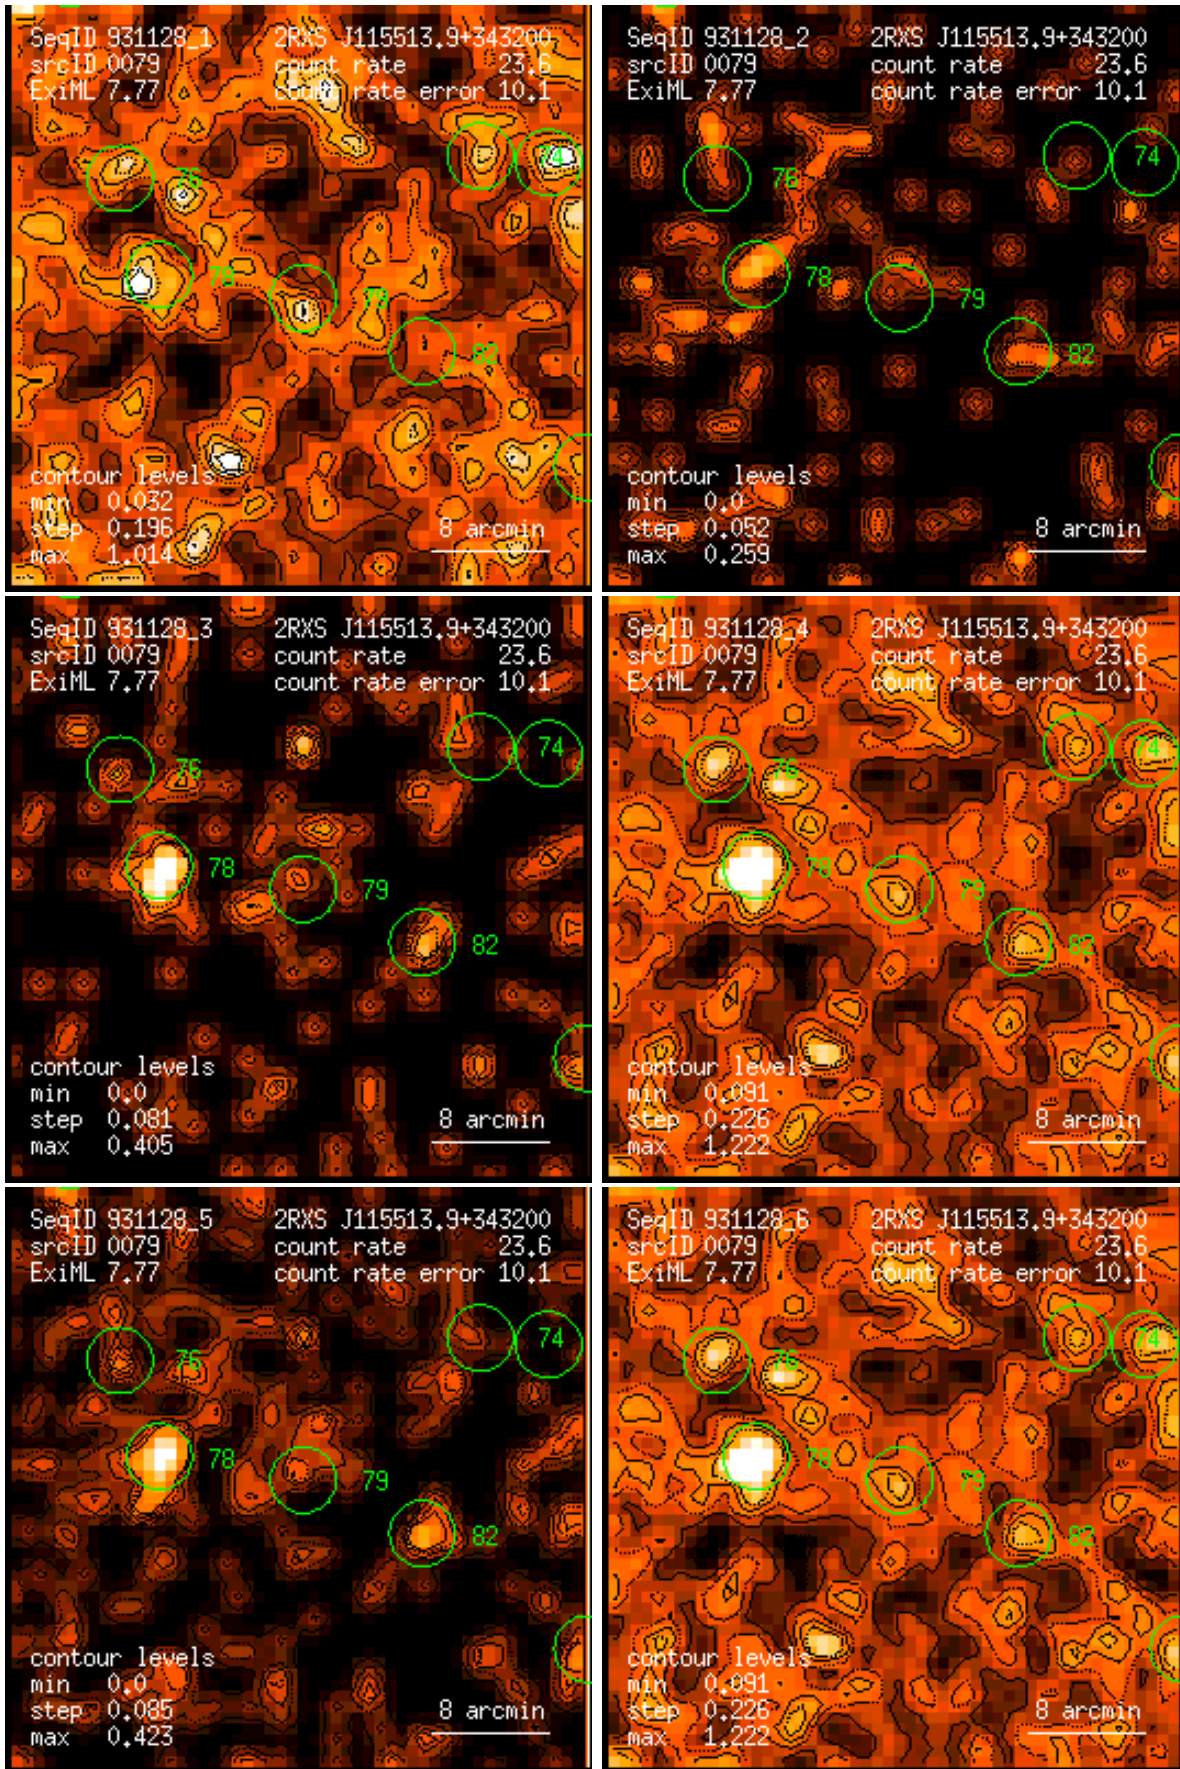 SeqID 931128_1 2RXS J115513.9+343200
srcID 0079 count rate 23.6
ExiML 7.77 count rate error 10.1
74
76
78
79
82
contour levels
min 0.032
step 0.196 8 arcmin
max 1.014
SeqID 931128_2 2RXS J115513.9+343200
srcID 0079 count rate 23.6
ExiML 7.77 count rate error 10.1
74
76
78
79
82
contour levels
min 0.0
step 0.052 8 arcmin
max 0.259
SeqID 931128_3 2RXS J115513.9+343200
srcID 0079 count rate 23.6
ExiML 7.77 count rate error 10.1
74
76
78
79
82
contour levels
min 0.0
step 0.081 8 arcmin
max 0.405
SeqID 931128_4 2RXS J115513.9+343200
srcID 0079 count rate 23.6
ExiML 7.77 count rate error 10.1
74
76
78
79
82
contour levels
min 0.091
step 0.226 8 arcmin
max 1.222
SeqID 931128_5 2RXS J115513.9+343200
srcID 0079 count rate 23.6
ExiML 7.77 count rate error 10.1
74
76
78
79
82
contour levels
min 0.0
step 0.085 8 arcmin
max 0.423
SeqID 931128_6 2RXS J115513.9+343200
srcID 0079 count rate 23.6
ExiML 7.77 count rate error 10.1
74
76
78
79
82
contour levels
min 0.091
step 0.226 8 arcmin
max 1.222